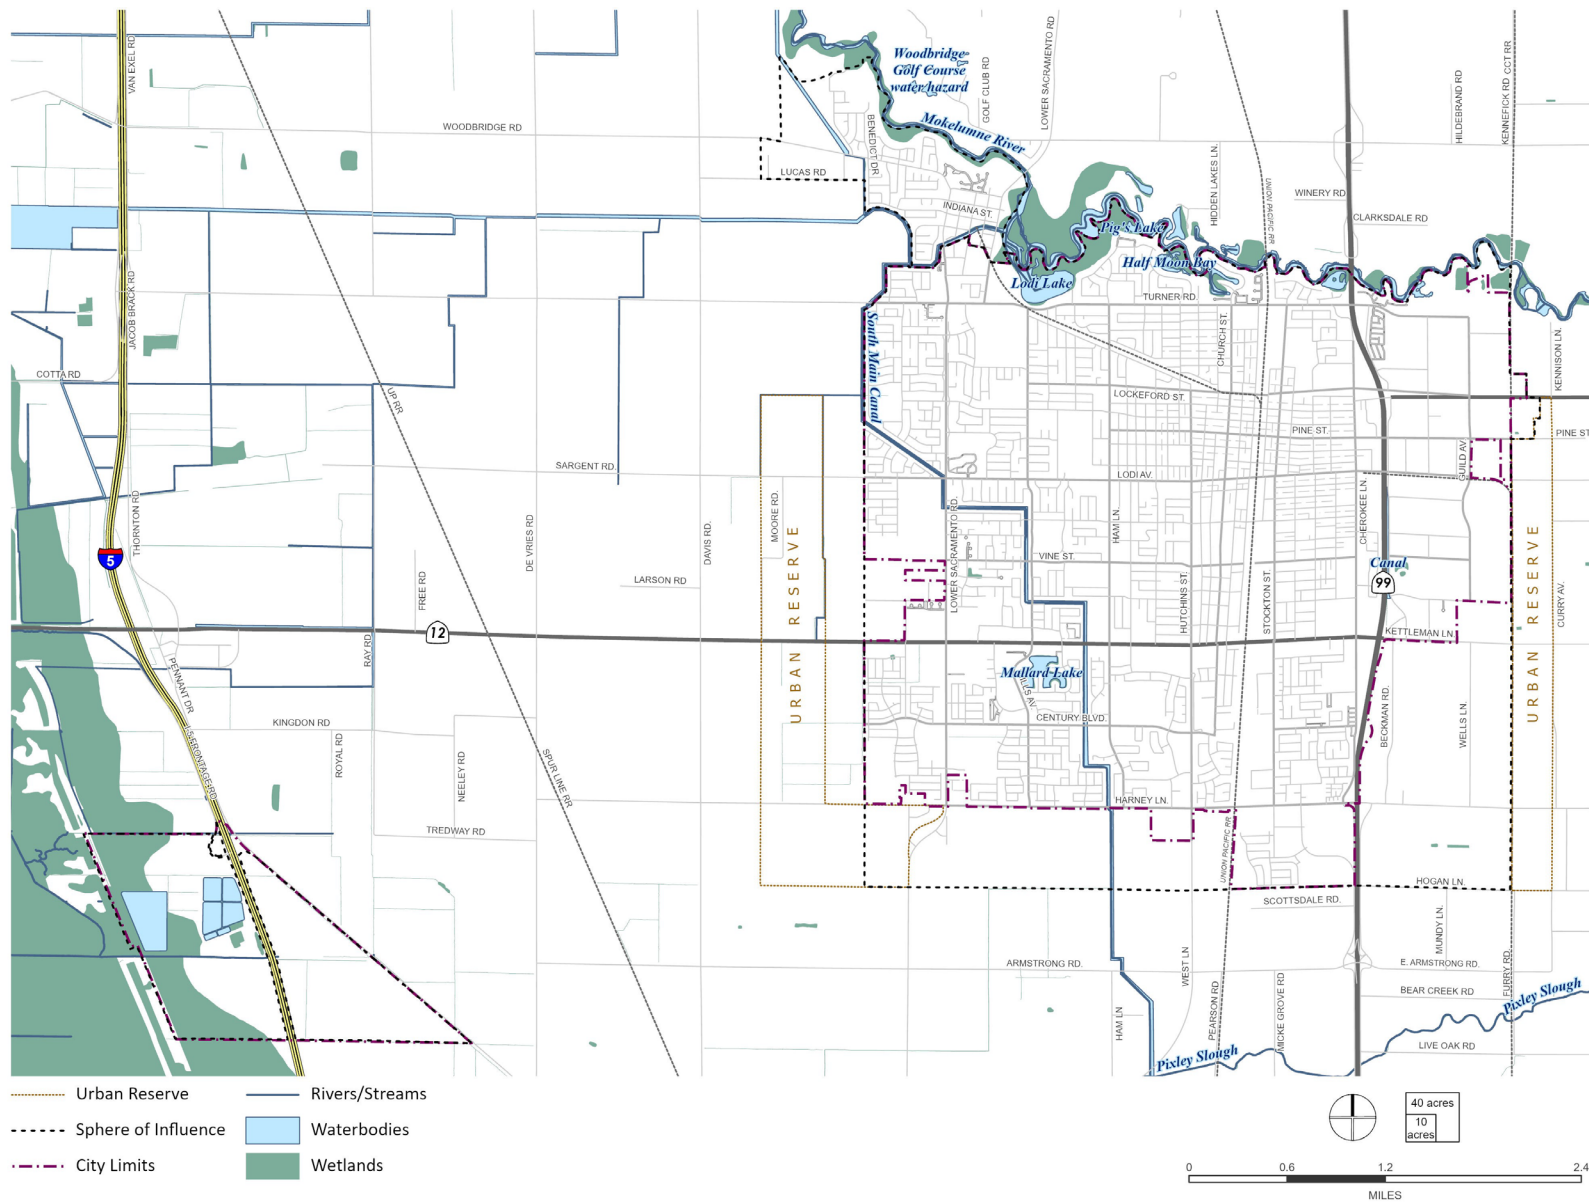 Woodbridge
Golf Course
water hazard
GOLF CLUB RD
LOWER SACRAMENTO RD
VAN EXEL RD
HILDEBRAND RD
KENNEFICK RD
CCT RR
WOODBRIDGE RD
BENEDICT DR
Mokelumne River
LUCAS RD
HIDDEN LAKES LN.
UNION PACIFIC RR
WINERY RD
CLARKSDALE RD
INDIANA ST.
Pig's Lake
Half Moon Bay
Lodi Lake
TURNER RD.
JACOB BRACK RD
South Main Canal
CHURCH ST.
KENNISON LN.
COTTA RD
UP RR
LOCKEFORD ST.
PINE ST.
PINE ST
SARGENT RD.
LODI AV.
GUILD AV.
THORNTON RD
MOORE RD.
DE VRIES RD
DAVIS RD.
LOWER SACRAMENTO RD.
HAM LN.
CHEROKEE LN.
URBAN RESERVE
URBAN RESERVE
5
VINE ST.
Canal
99
LARSON RD
FREE RD
HUTCHINS ST.
STOCKTON ST.
CURRY AV.
12
RAY RD
KETTLEMAN LN.
PENNANT DR
Mallard Lake
MILLS AV.
KINGDON RD
CENTURY BLVD.
BECKMAN RD.
WELLS LN.
I-5 FRONTAGE RD
ROYAL RD
NEELEY RD
SPUR LINE RR
HARNEY LN.
TREDWAY RD
UNION PACIFIC RR
HOGAN LN.
SCOTTSDALE RD.
MUNDY LN.
ARMSTRONG RD.
WEST LN
E. ARMSTRONG RD.
FURRY RD.
BEAR CREEK RD
Pixley Slough
HAM LN
PEARSON RD
MICKE GROVE RD
LIVE OAK RD
Pixley Slough
Urban Reserve
Rivers/Streams
Sphere of Influence
Waterbodies
City Limits
Wetlands
40 acres
10
acres
0 0.6 1.2 2.4
MILES